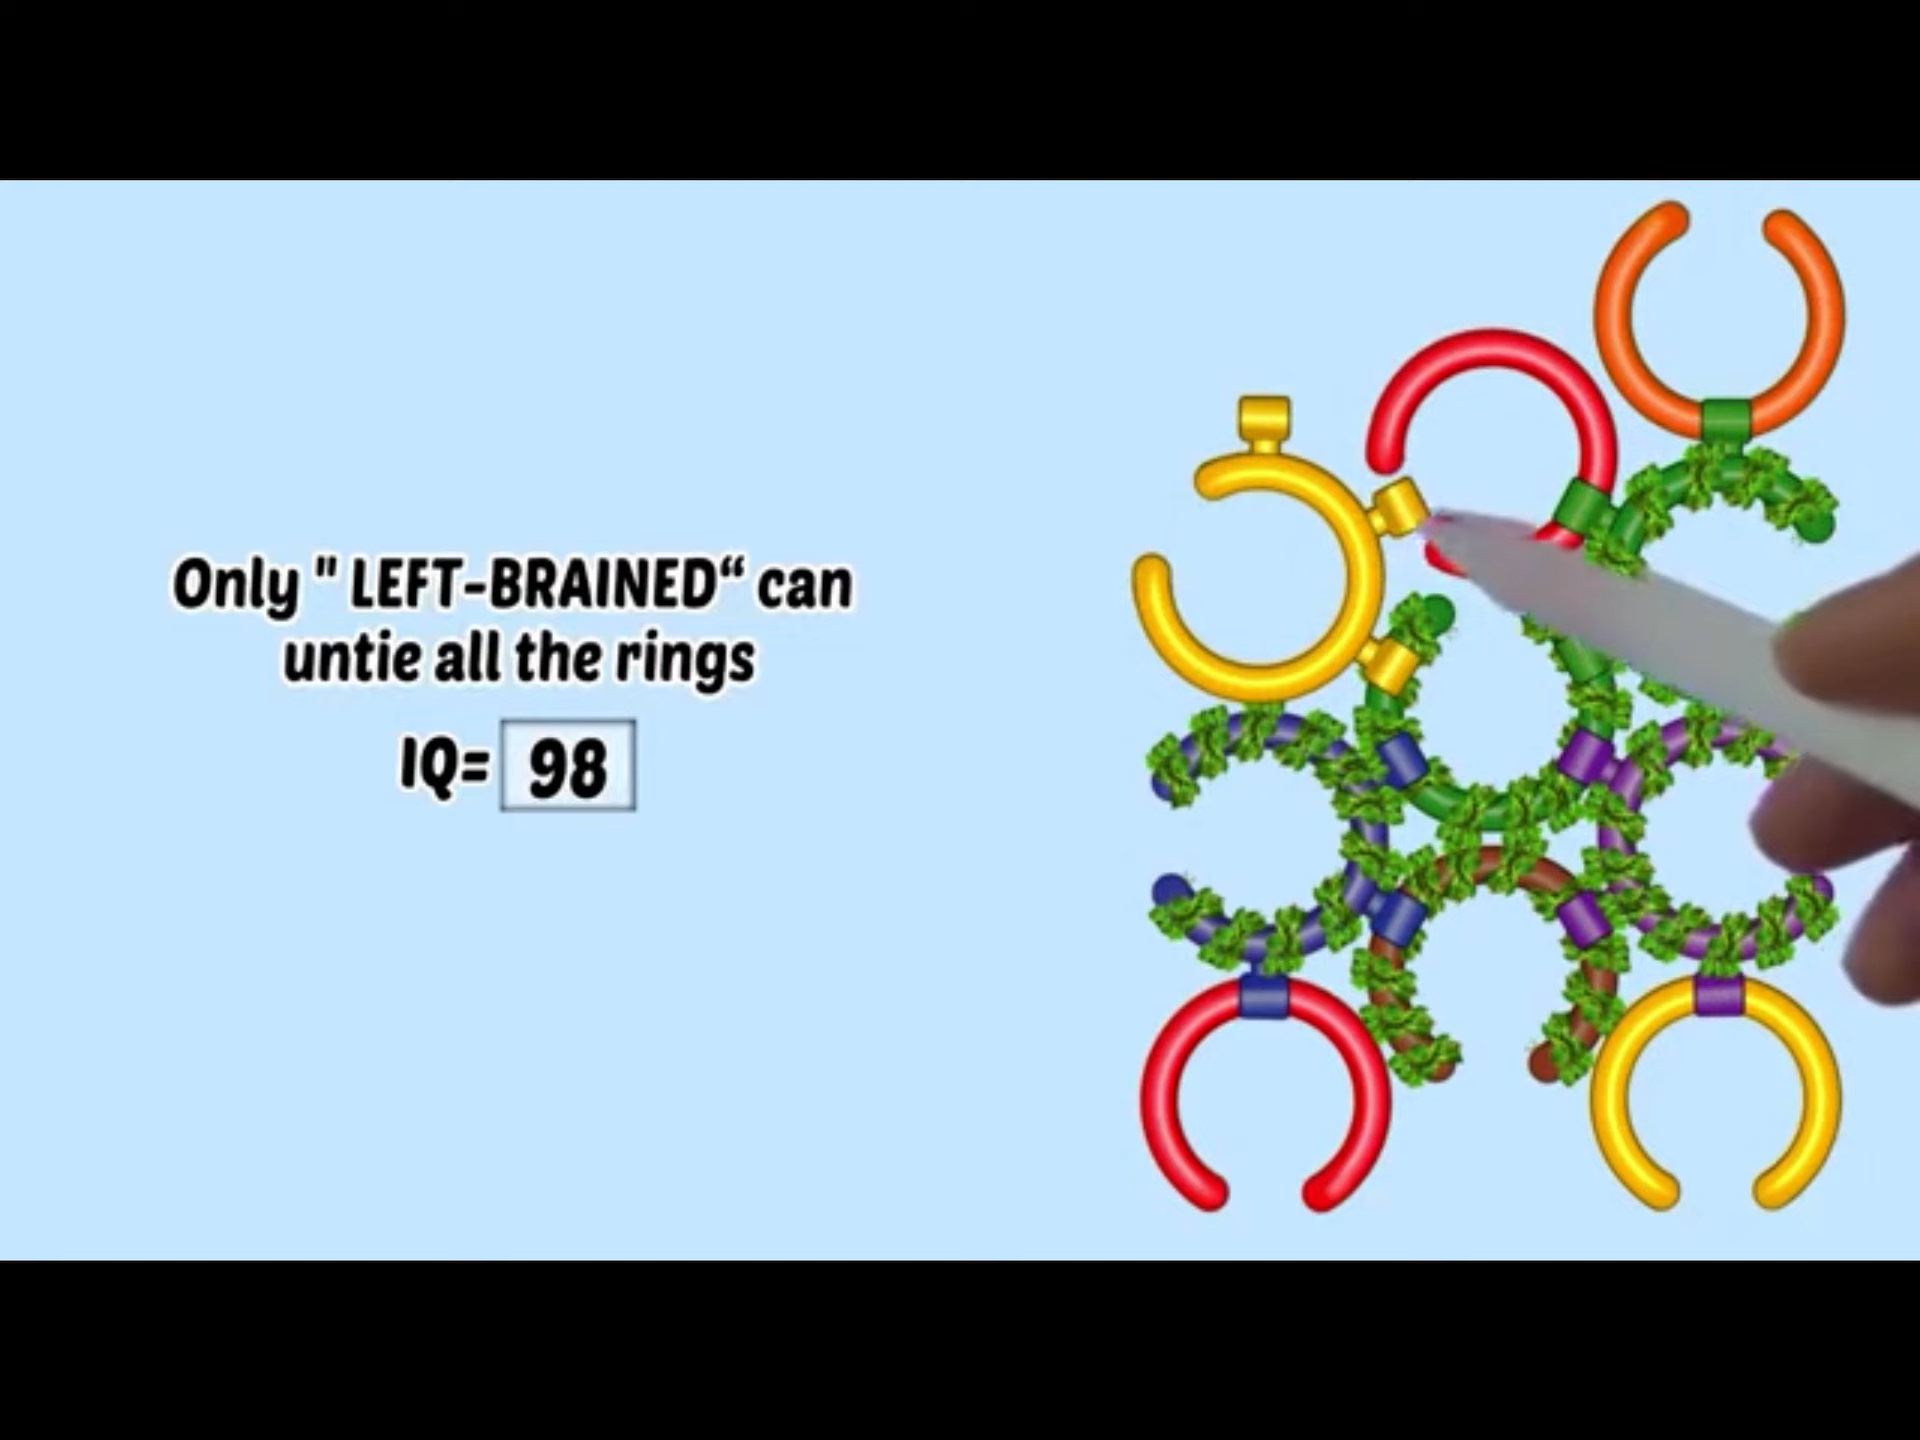 Only " LEFT-BRAINED“ can
untie all the rings
IQ= 98